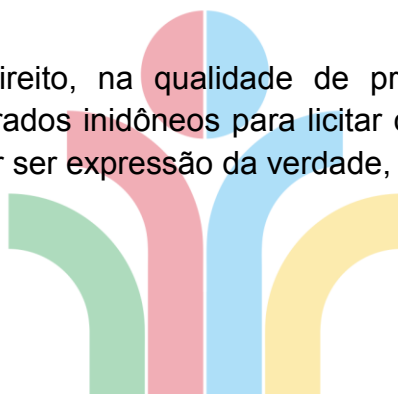 ireito, na qualidade de pr
rados inidôneos para licitar
r ser expressão da verdade,